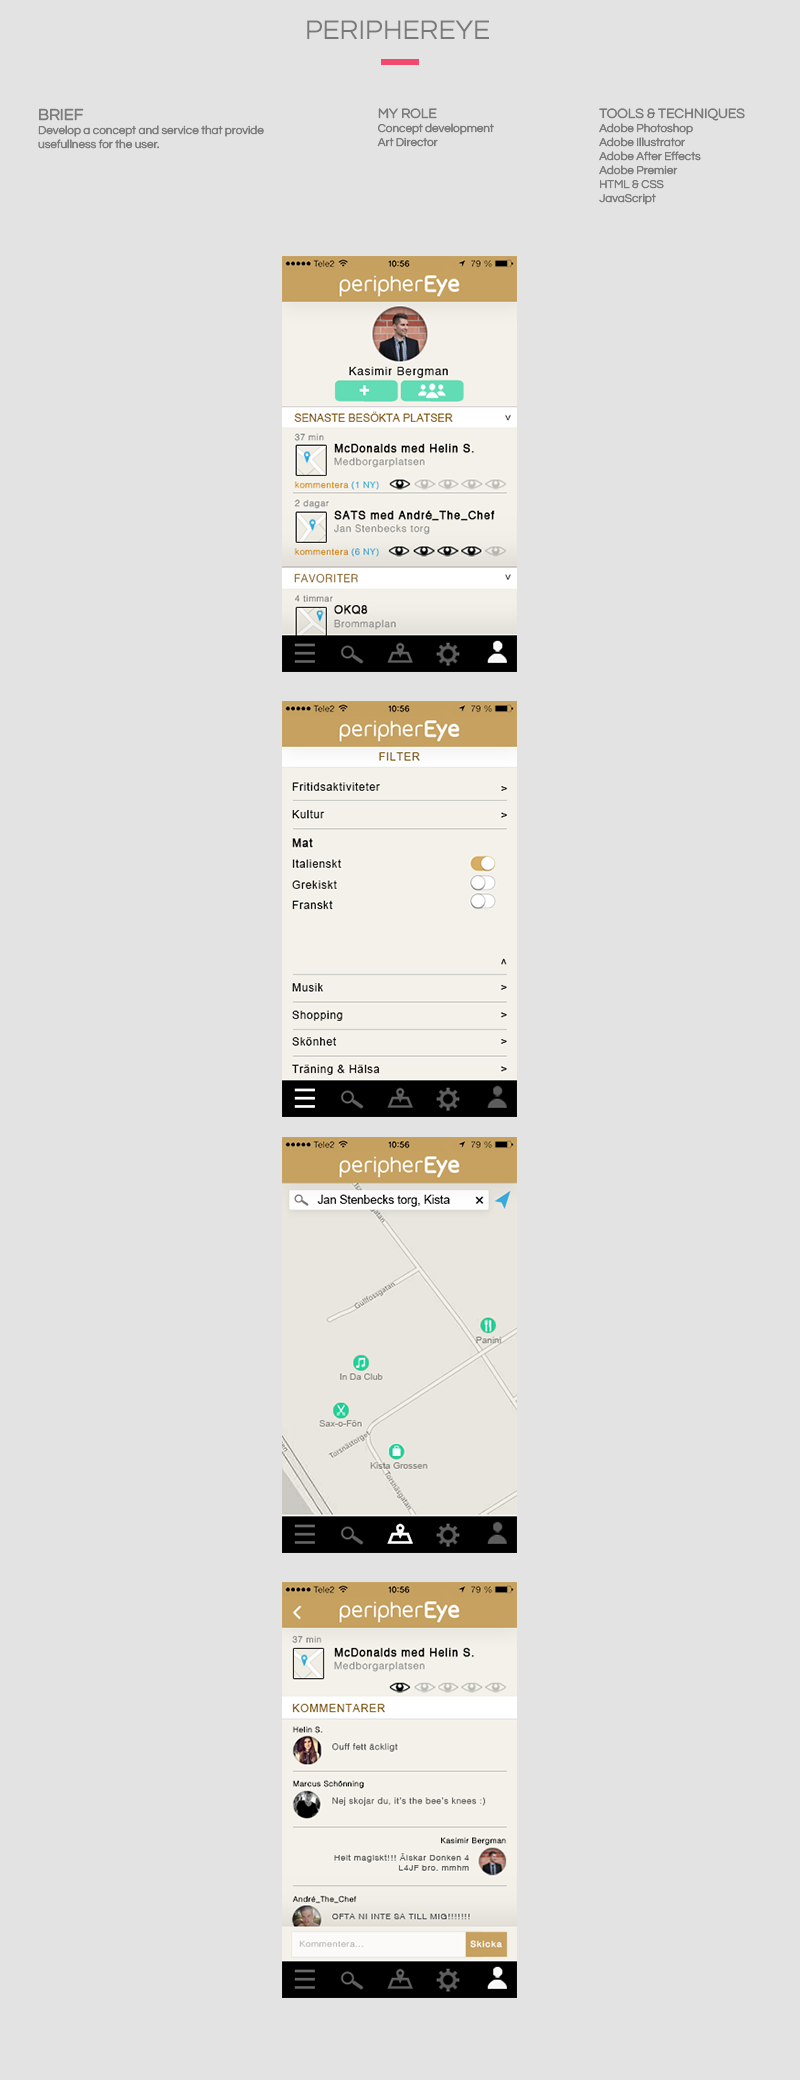 PERIPHEREYE
BRIEF
Develop a concept and service that provide
usefullness for the user.
MY ROLE
Concept development
Art Director
TOOLS & TECHNIQUES
Adobe Photoshop
Adobe Illustrator
Adobe After Effects
Adobe Premier
HTML & CSS
JavaScript
Tele2 10:56 79 %
peripherEye
Kasimir Bergman
+
SENASTE BESÖKTA PLATSER
37 min
McDonalds med Helin S.
Medborgarplatsen
kommentera (1 NY)
2 dagar
SATS med André_The_Chef
Jan Stenbecks torg
kommentera (6 NY)
FAVORITER
4 timmar
OKQ8
Brommaplan
Tele2 10:56 79 %
peripherEye
FILTER
Fritidsaktiviteter >
Kultur >
Mat
Italienskt
Grekiskt
Franskt
Musik >
Shopping >
Skönhet >
Träning & Hälsa >
Tele2 10:56 79 %
peripherEye
Jan Stenbecks torg, Kista
Gullfossgatan
Panini
In Da Club
Sax-o-Fön
Torsnästorget
Kista Grossen
Torsnäsgatan
Tele2 10:56 79 %
peripherEye
37 min
McDonalds med Helin S.
Medborgarplatsen
KOMMENTARER
Helin S.
Ouff fett äckligt
Marcus Schönning
Nej skojar du, it's the bee's knees :)
Kasimir Bergman
Helt magiskt!!! Älskar Donken 4
L4JF bro. mmhm
André_The_Chef
OFTA NI INTE SA TILL MIG!!!!!!!
Kommentera... Skicka